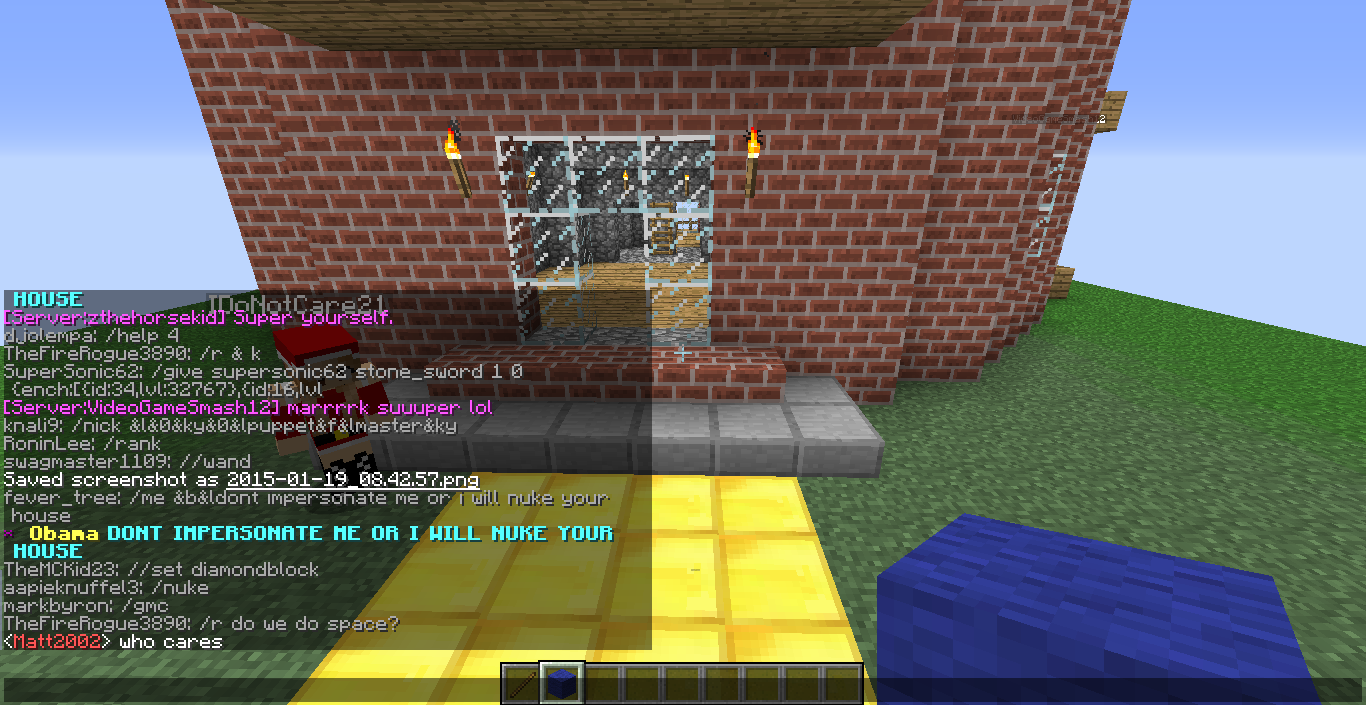 HOUSE
IDoNotCare21
[Server:zthehorsekid] Super yourself.
djolempa: /help 4
TheFireRogue3890: /r & k
SuperSonic62: /give supersonic62 stone_sword 1 0
{ench:[{id:34,lvl:32767},{id:16,lvl
[Server:VideoGameSmash12] marrrrk suuuper lol
knali9: /nick &l&0&ky&0&lpuppet&f&lmaster&ky
RoninLee: /rank
swagmaster1109: //wand
Saved screenshot as 2015-01-19_08.42.57.png
fever_tree: /me &b&ldont impersonate me or i will nuke your
house
* Obama DONT IMPERSONATE ME OR I WILL NUKE YOUR
HOUSE
TheMCKid23: //set diamondblock
aapieknuffel3: /nuke
markbyron: /gmc
TheFireRogue3890: /r do we do space?
<Matt2002> who cares